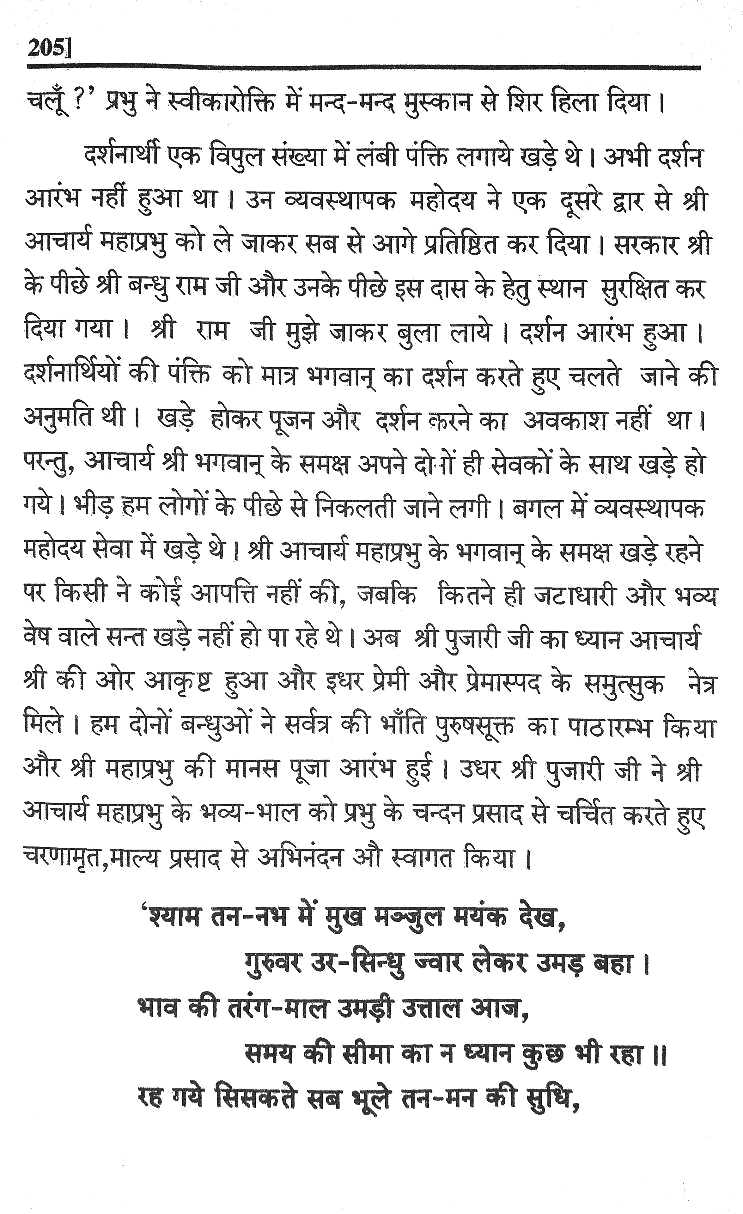 205]
चलूँ ?’ प्रभु ने स्वीकारोक्ति में मन्द-मन्द मुस्कान से शिर हिला दिया ।
दर्शनार्थी एक विपुल संख्या में लंबी पंक्ति लगाये खड़े थे । अभी दर्शन
आरंभ नहीं हुआ था । उन व्यवस्थापक महोदय ने एक दूसरे द्वार से श्री
आचार्य महाप्रभु को ले जाकर सब से आगे प्रतिष्ठित कर दिया । सरकार श्री
के पीछे श्री बन्धु राम जी और उनके पीछे इस दास के हेतु स्थान सुरक्षित कर
दिया गया । श्री राम जी मुझे जाकर बुला लाये । दर्शन आरंभ हुआ ।
दर्शनार्थियों की पंक्ति को मात्र भगवान् का दर्शन करते हुए चलते जाने की
अनुमति थी । खड़े होकर पूजन और दर्शन करने का अवकाश नहीं था ।
परन्तु, आचार्य श्री भगवान् के समक्ष अपने दोनों ही सेवकों के साथ खड़े हो
गये । भीड़ हम लोगों के पीछे से निकलती जाने लगी । बगल में व्यवस्थापक
महोदय सेवा में खड़े थे । श्री आचार्य महाप्रभु के भगवान् के समक्ष खड़े रहने
पर किसी ने कोई आपत्ति नहीं की, जबकि कितने ही जटाधारी और भव्य
वेष वाले सन्त खड़े नहीं हो पा रहे थे । अब श्री पुजारी जी का ध्यान आचार्य
श्री की ओर आकृष्ट हुआ और इधर प्रेमी और प्रेमास्पद के समुत्सुक नेत्र
मिले । हम दोनों बन्धुओं ने सर्वत्र की भाँति पुरुषसूक्त का पाठारम्भ किया
और श्री महाप्रभु की मानस पूजा आरंभ हुई । उधर श्री पुजारी जी ने श्री
आचार्य महाप्रभु के भव्य-भाल को प्रभु के चन्दन प्रसाद से चर्चित करते हुए
चरणामृत,माल्य प्रसाद से अभिनंदन औ स्वागत किया ।
‘श्याम तन-नभ में मुख मञ्जुल मयंक देख,
गुरुवर उर-सिन्धु ज्वार लेकर उमड़ बहा ।
भाव की तरंग-माल उमड़ी उत्ताल आज,
समय की सीमा का न ध्यान कुछ भी रहा ॥
रह गये सिसकते सब भूले तन-मन की सुधि,